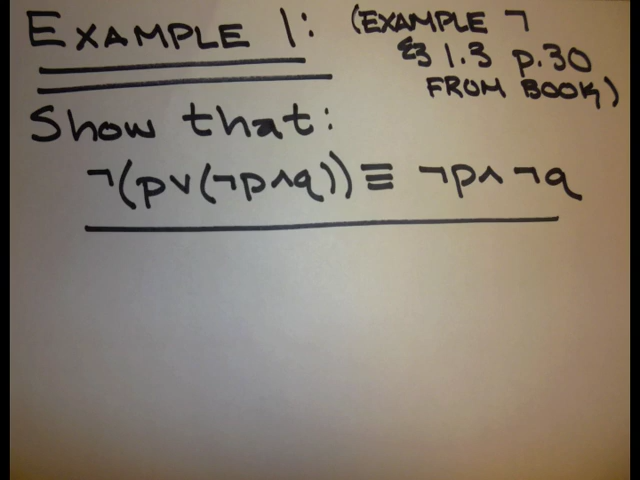 EXAMPLE 1:
(EXAMPLE 7
§ 1.3 p.30
FROM BOOK)
Show that:
¬(p∨(¬p∧q)) ≡ ¬p∧¬q